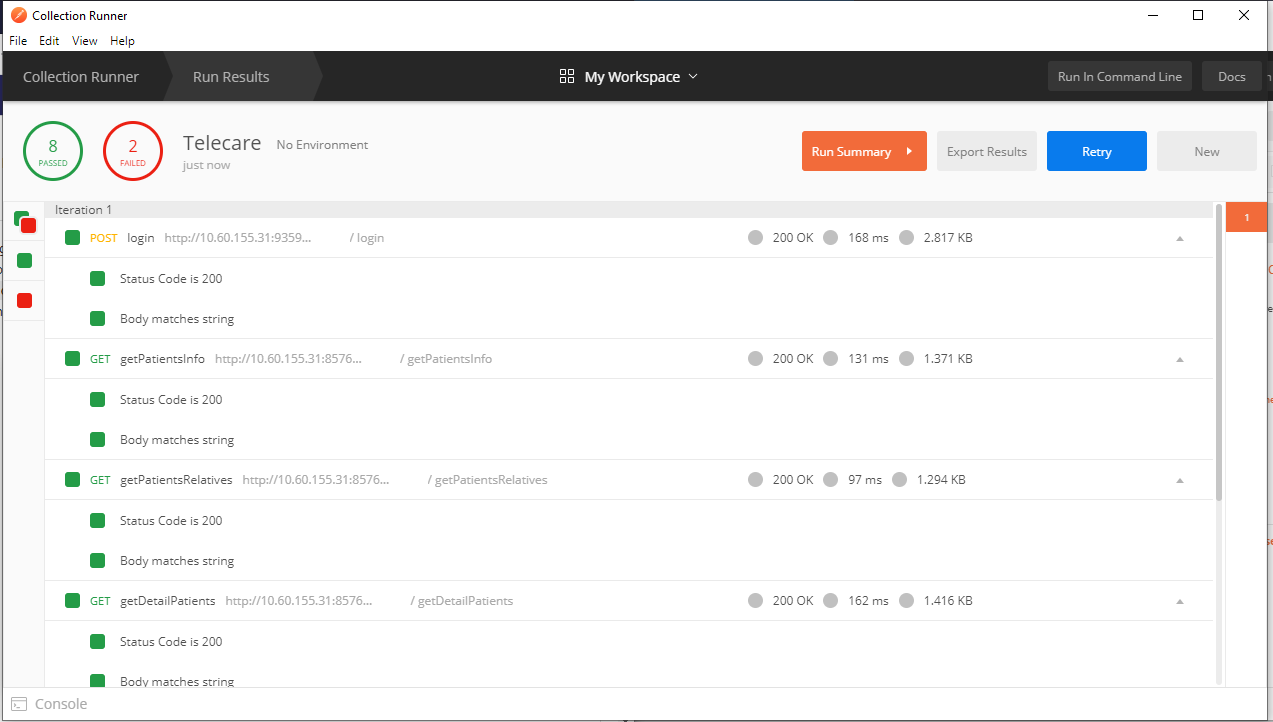 Collection Runner
File Edit View Help
Collection Runner Run Results My Workspace Run In Command Line Docs
8 PASSED
2 FAILED
Telecare No Environment
just now
Run Summary Export Results Retry New
Iteration 1
1
POST login http://10.60.155.31:9359... / login 200 OK 168 ms 2.817 KB
Status Code is 200
Body matches string
GET getPatientsInfo http://10.60.155.31:8576... / getPatientsInfo 200 OK 131 ms 1.371 KB
Status Code is 200
Body matches string
GET getPatientsRelatives http://10.60.155.31:8576... / getPatientsRelatives 200 OK 97 ms 1.294 KB
Status Code is 200
Body matches string
GET getDetailPatients http://10.60.155.31:8576... / getDetailPatients 200 OK 162 ms 1.416 KB
Status Code is 200
Body matches string
Console